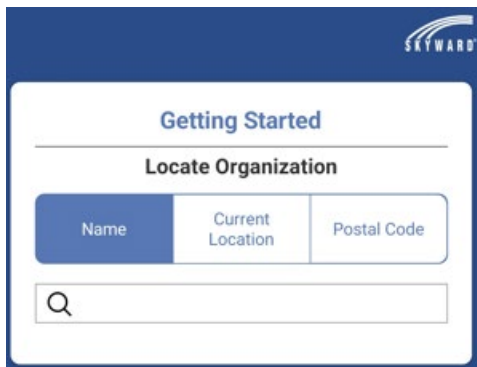 SKYWARD
Getting Started
Locate Organization
Name
Current
Location
Postal Code